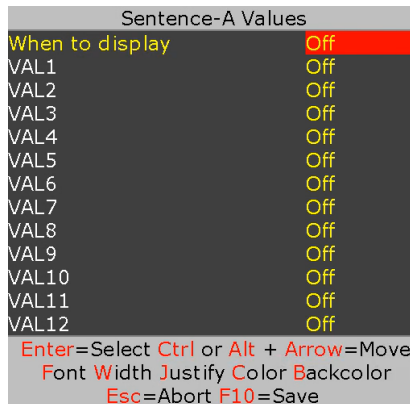 Sentence-A Values
When to display Off
VAL1 Off
VAL2 Off
VAL3 Off
VAL4 Off
VAL5 Off
VAL6 Off
VAL7 Off
VAL8 Off
VAL9 Off
VAL10 Off
VAL11 Off
VAL12 Off
Enter=Select Ctrl or Alt + Arrow=Move
Font Width Justify Color Backcolor
Esc=Abort F10=Save